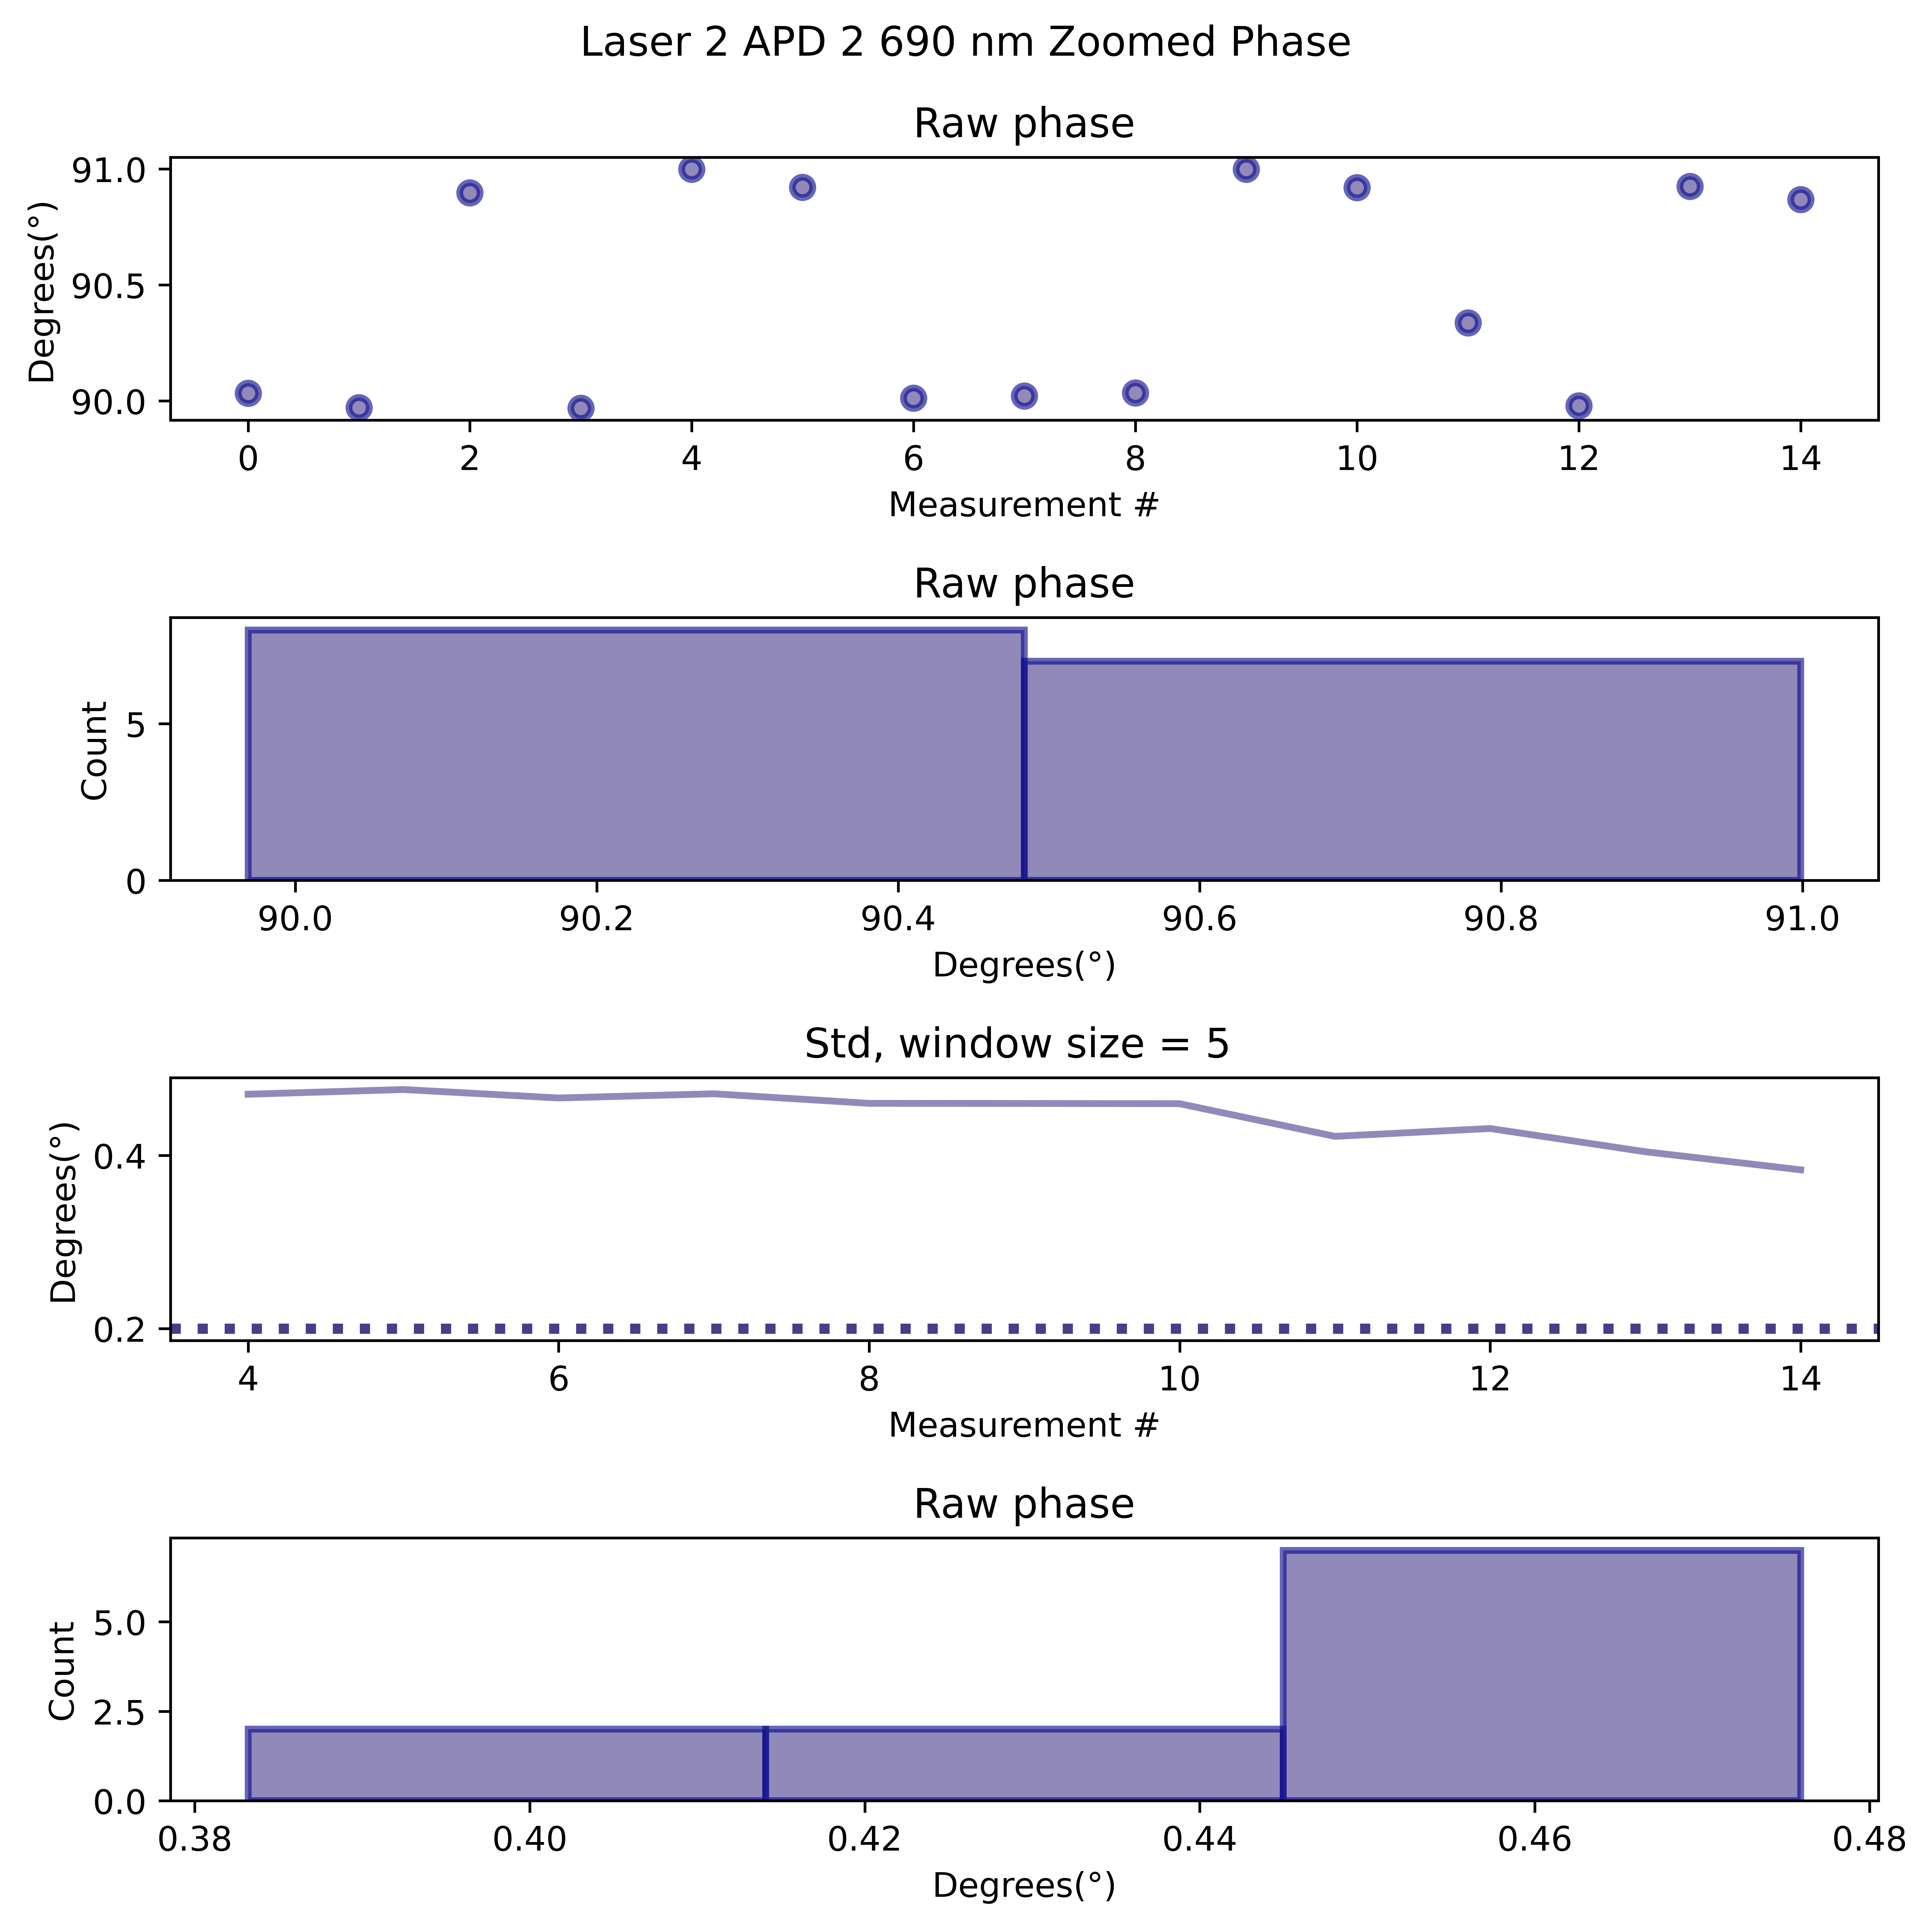 Laser 2 APD 2 690 nm Zoomed Phase
Raw phase
Degrees(°)
91.0
90.5
90.0
0 2 4 6 8 10 12 14
Measurement #
Raw phase
Count
5
0
90.0 90.2 90.4 90.6 90.8 91.0
Degrees(°)
Std, window size = 5
Degrees(°)
0.4
0.2
4 6 8 10 12 14
Measurement #
Raw phase
Count
5.0
2.5
0.0
0.38 0.40 0.42 0.44 0.46 0.48
Degrees(°)